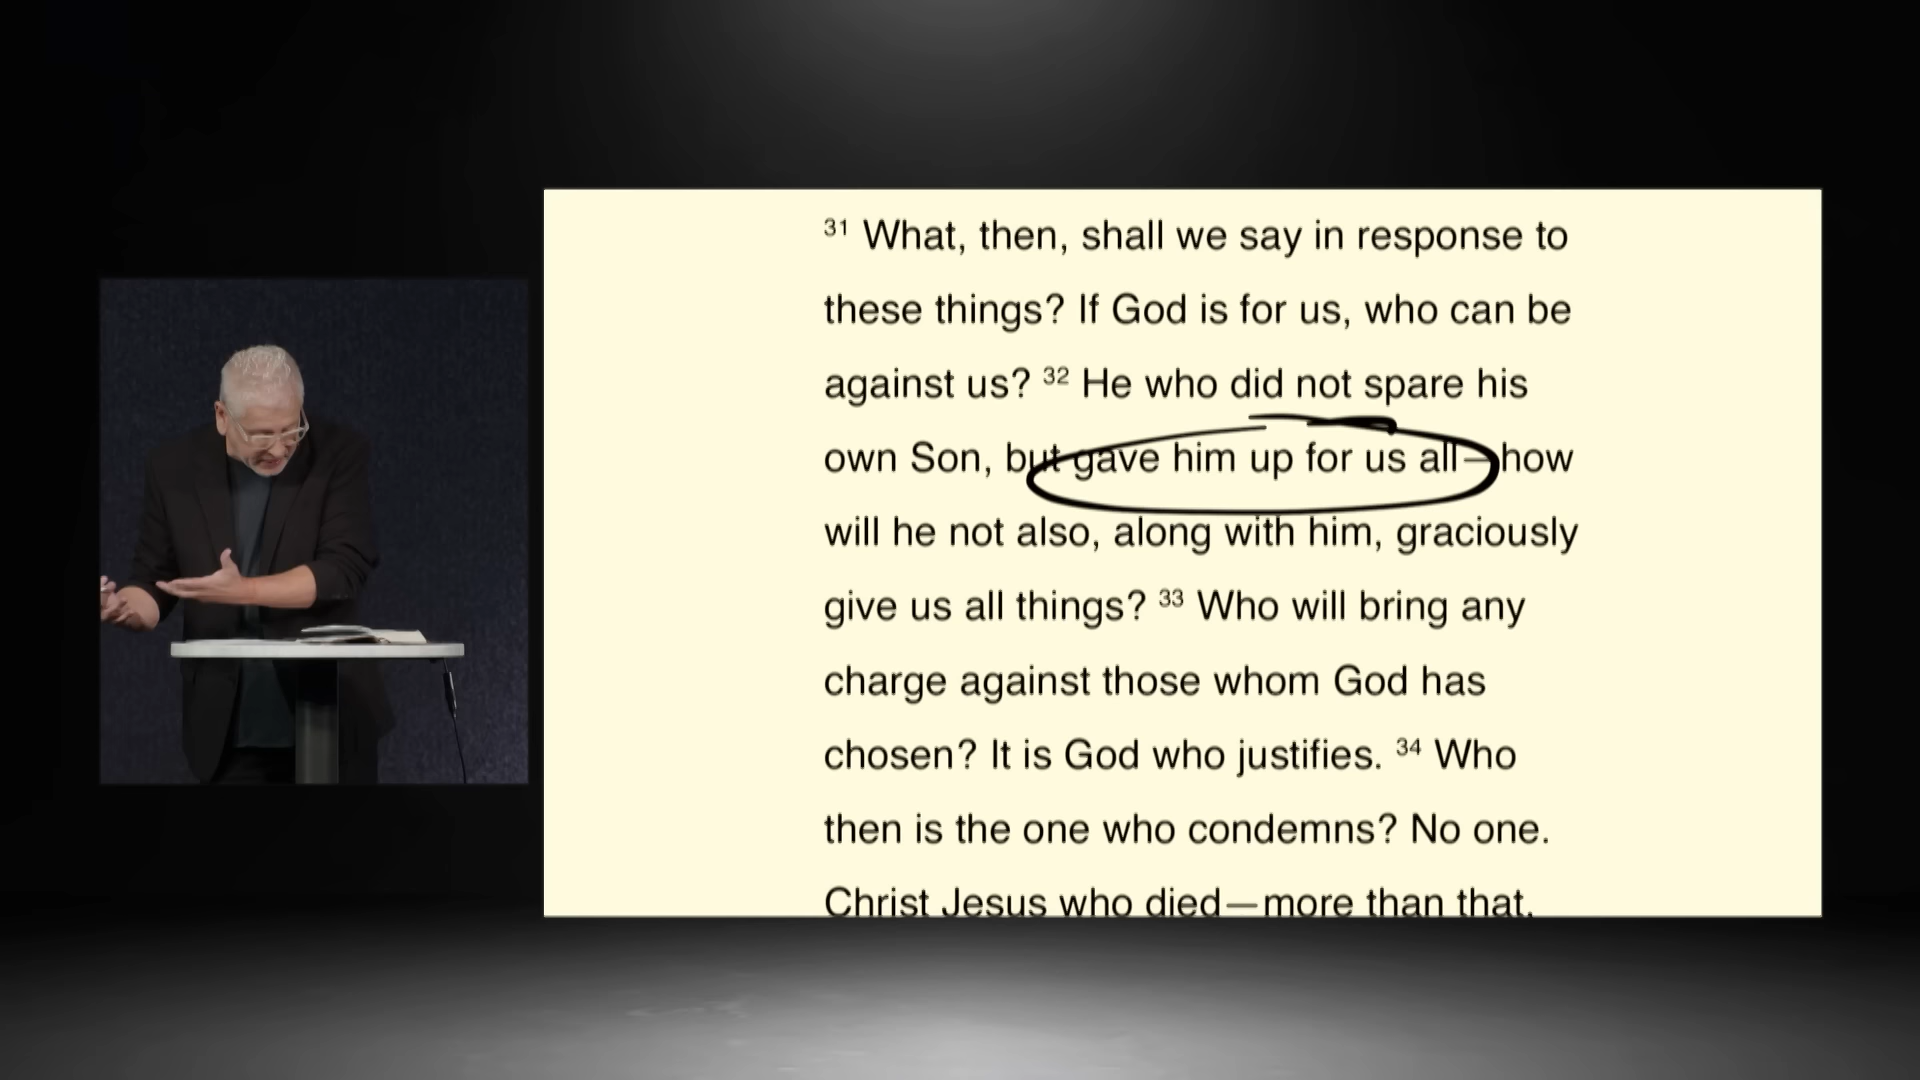 31 What, then, shall we say in response to
these things? If God is for us, who can be
against us? 32 He who did not spare his
own Son, but gave him up for us all—how
will he not also, along with him, graciously
give us all things? 33 Who will bring any
charge against those whom God has
chosen? It is God who justifies. 34 Who
then is the one who condemns? No one.
Christ Jesus who died—more than that,